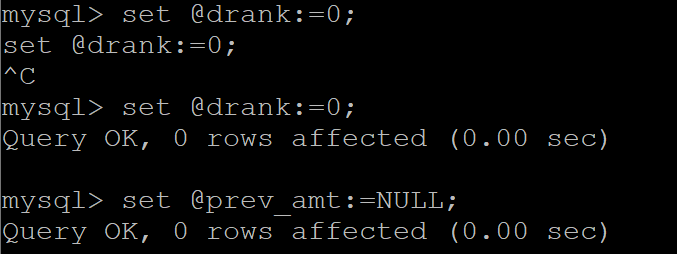 mysql> set @drank:=0;
set @drank:=0;
^C
mysql> set @drank:=0;
Query OK, 0 rows affected (0.00 sec)
mysql> set @prev_amt:=NULL;
Query OK, 0 rows affected (0.00 sec)